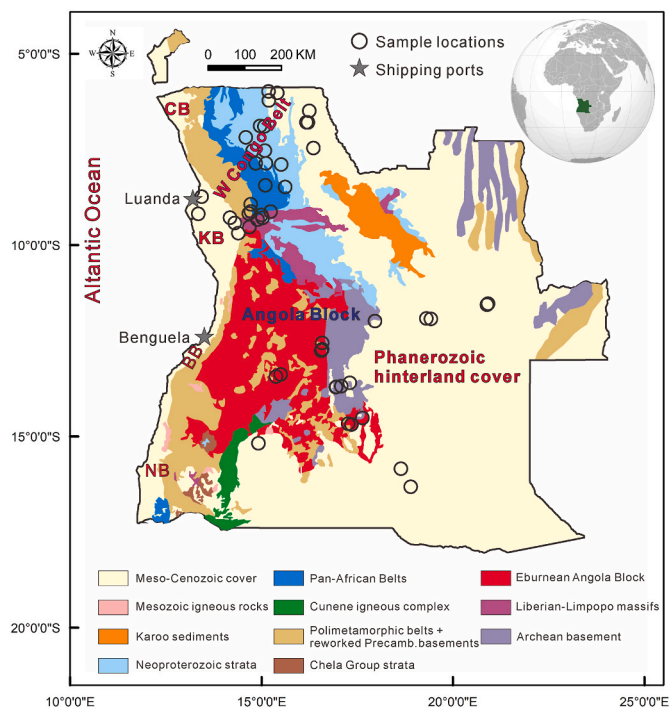 5°0'0"S
N
W
E
S
0
100
200 KM
Sample locations
Shipping ports
CB
W Congo Belt
Luanda
Altantic Ocean
KB
10°0'0"S
Angola Block
Benguela
BB
Phanerozoic
hinterland cover
15°0'0"S
NB
Meso-Cenozoic cover
Pan-African Belts
Eburnean Angola Block
Mesozoic igneous rocks
Cunene igneous complex
Liberian-Limpopo massifs
Karoo sediments
Polimetamorphic belts +
reworked Precamb.basements
Archean basement
Neoproterozoic strata
Chela Group strata
20°0'0"S
10°0'0"E
15°0'0"E
20°0'0"E
25°0'0"E